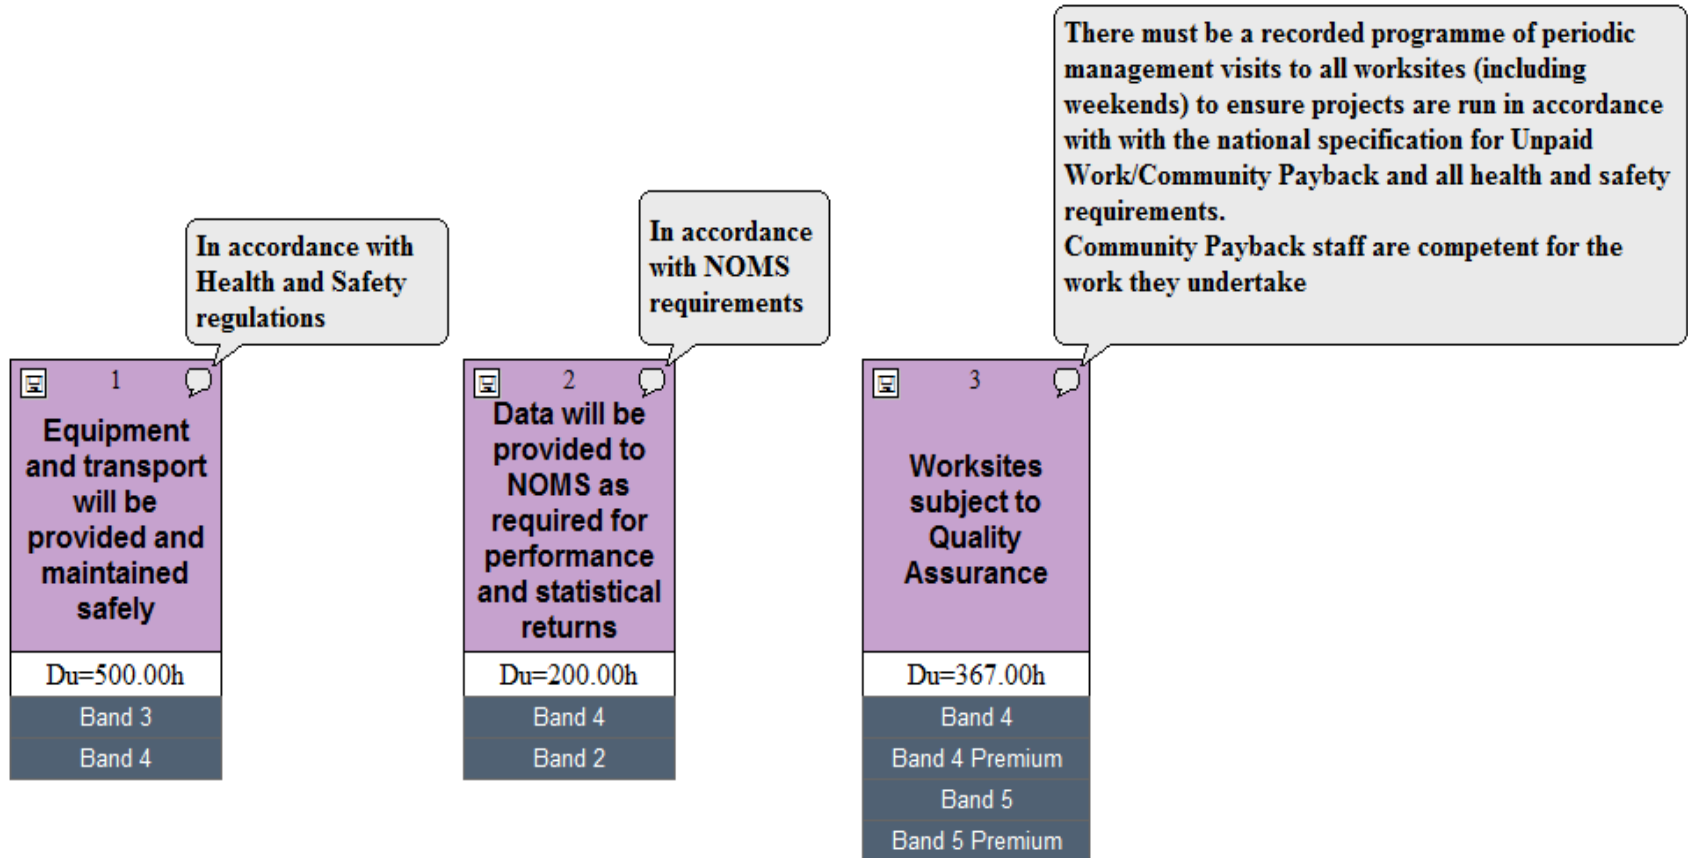 There must be a recorded programme of periodic
management visits to all worksites (including
weekends) to ensure projects are run in accordance
with with the national specification for Unpaid
Work/Community Payback and all health and safety
requirements.
Community Payback staff are competent for the
work they undertake
In accordance with
Health and Safety
regulations
In accordance
with NOMS
requirements
1
Equipment
and transport
will be
provided and
maintained
safely
Du=500.00h
Band 3
Band 4
2
Data will be
provided to
NOMS as
required for
performance
and statistical
returns
Du=200.00h
Band 4
Band 2
3
Worksites
subject to
Quality
Assurance
Du=367.00h
Band 4
Band 4 Premium
Band 5
Band 5 Premium